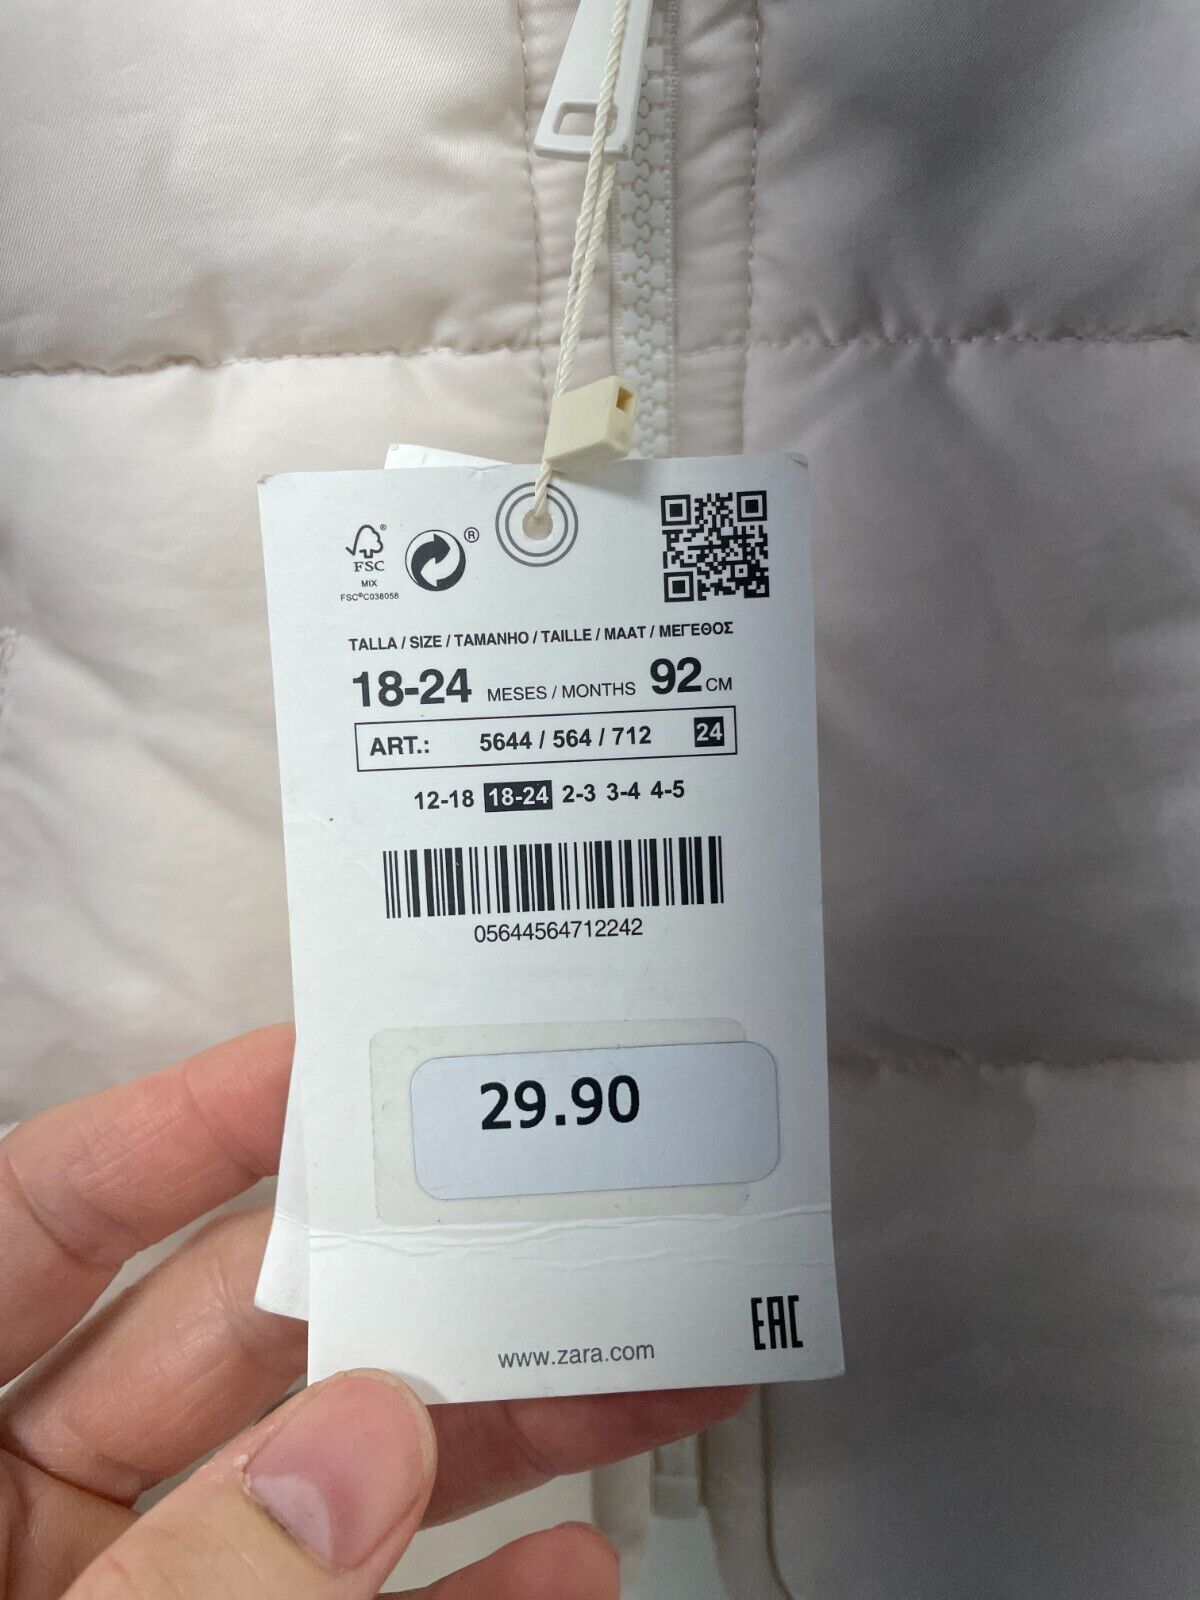 ®
FSC
MIX
FSC®C038058
®
TALLA / SIZE / TAMANHO / TAILLE / MAAT / ΜΕΓΕΘΟΣ
18-24 MESES / MONTHS 92 CM
ART.: 5644 / 564 / 712 24
12-18 18-24 2-3 3-4 4-5
05644564712242
29.90
EAC
www.zara.com